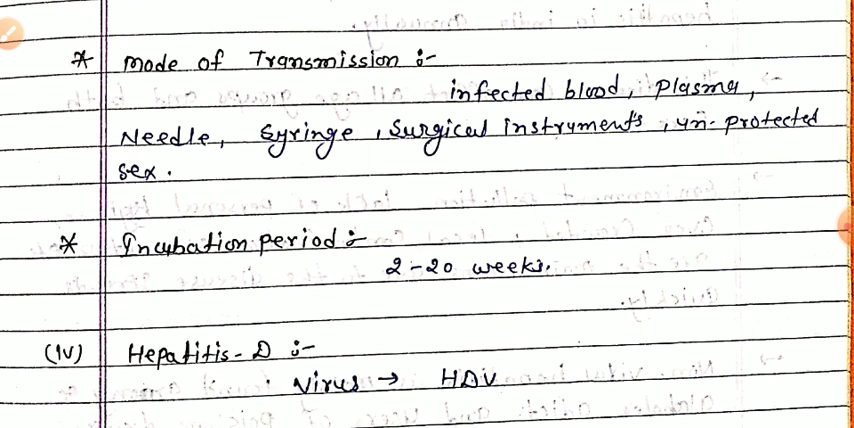 * Mode of Transmission :-
infected blood, plasma,
Needle, Syringe, Surgical instruments, un-protected
sex.
* Incubation period :-
2-20 weeks.
(IV) Hepatitis-D :-
Virus → HDV